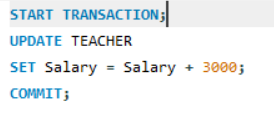 START TRANSACTION;
UPDATE TEACHER
SET Salary = Salary + 3000;
COMMIT;